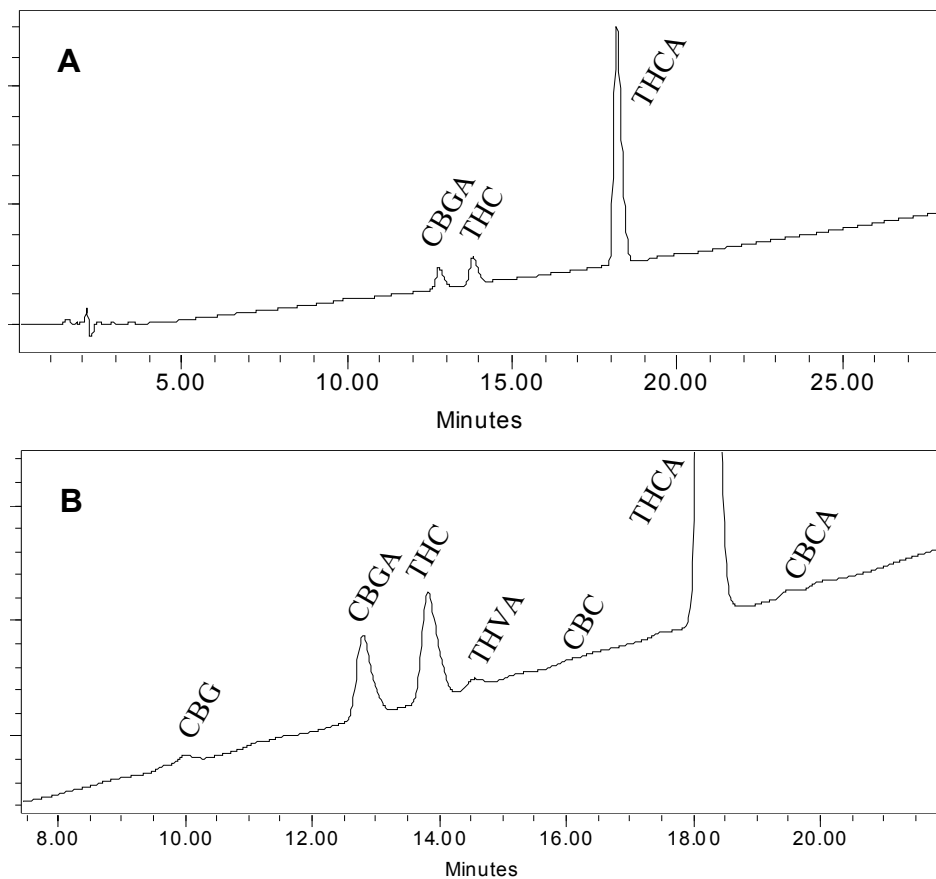 A
CBGA
THC
THCA
5.00 10.00 15.00 20.00 25.00
Minutes
B
CBG
CBGA
THC
THVA
CBC
THCA
CBCA
8.00 10.00 12.00 14.00 16.00 18.00 20.00
Minutes